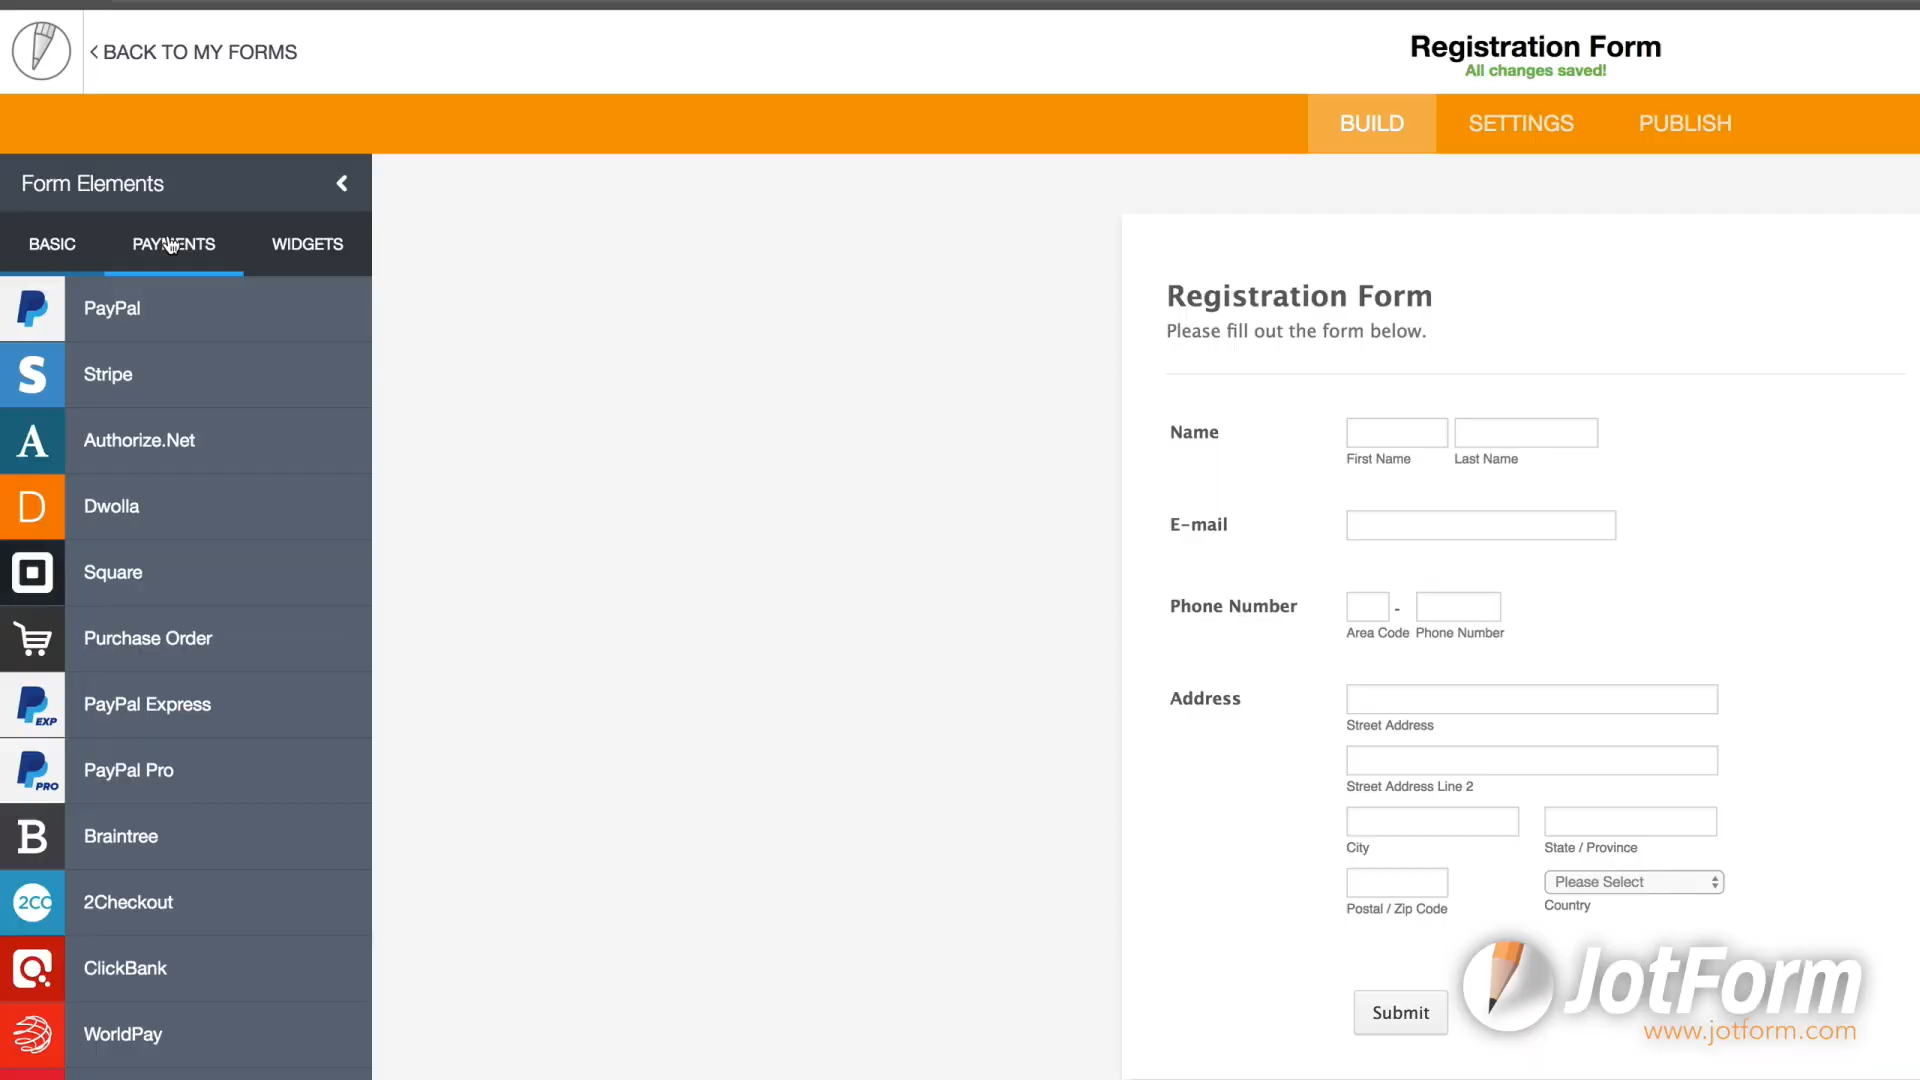 BACK TO MY FORMS
Registration Form
All changes saved!
BUILD SETTINGS PUBLISH
Form Elements
BASIC PAYMENTS WIDGETS
PayPal
S Stripe
A Authorize.Net
D Dwolla
Square
Purchase Order
EXP PayPal Express
PRO PayPal Pro
B Braintree
2CO 2Checkout
ClickBank
WorldPay
Registration Form
Please fill out the form below.
Name
First Name Last Name
E-mail
Phone Number -
Area Code Phone Number
Address
Street Address
Street Address Line 2
City State / Province
Please Select
Postal / Zip Code Country
Submit
JotForm
www.jotform.com